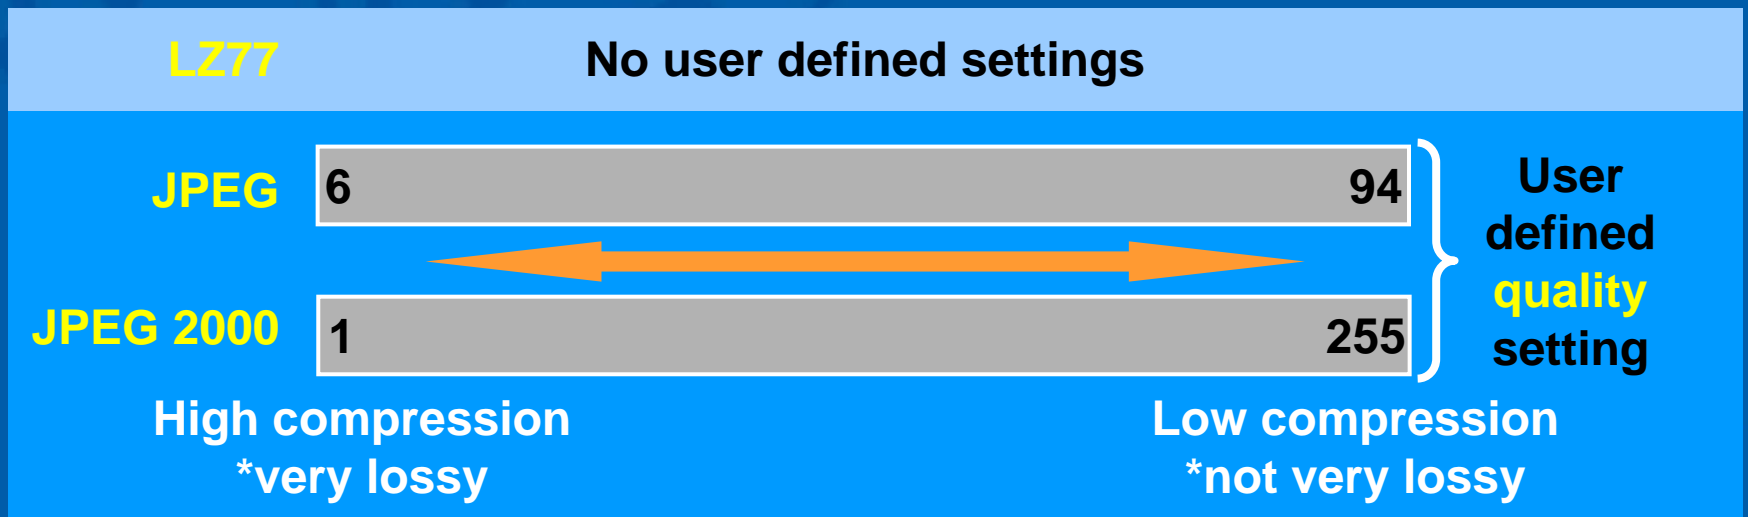 LZ77 No user defined settings
JPEG 6 94
JPEG 2000 1 255
User
defined
quality
setting
High compression
*very lossy
Low compression
*not very lossy